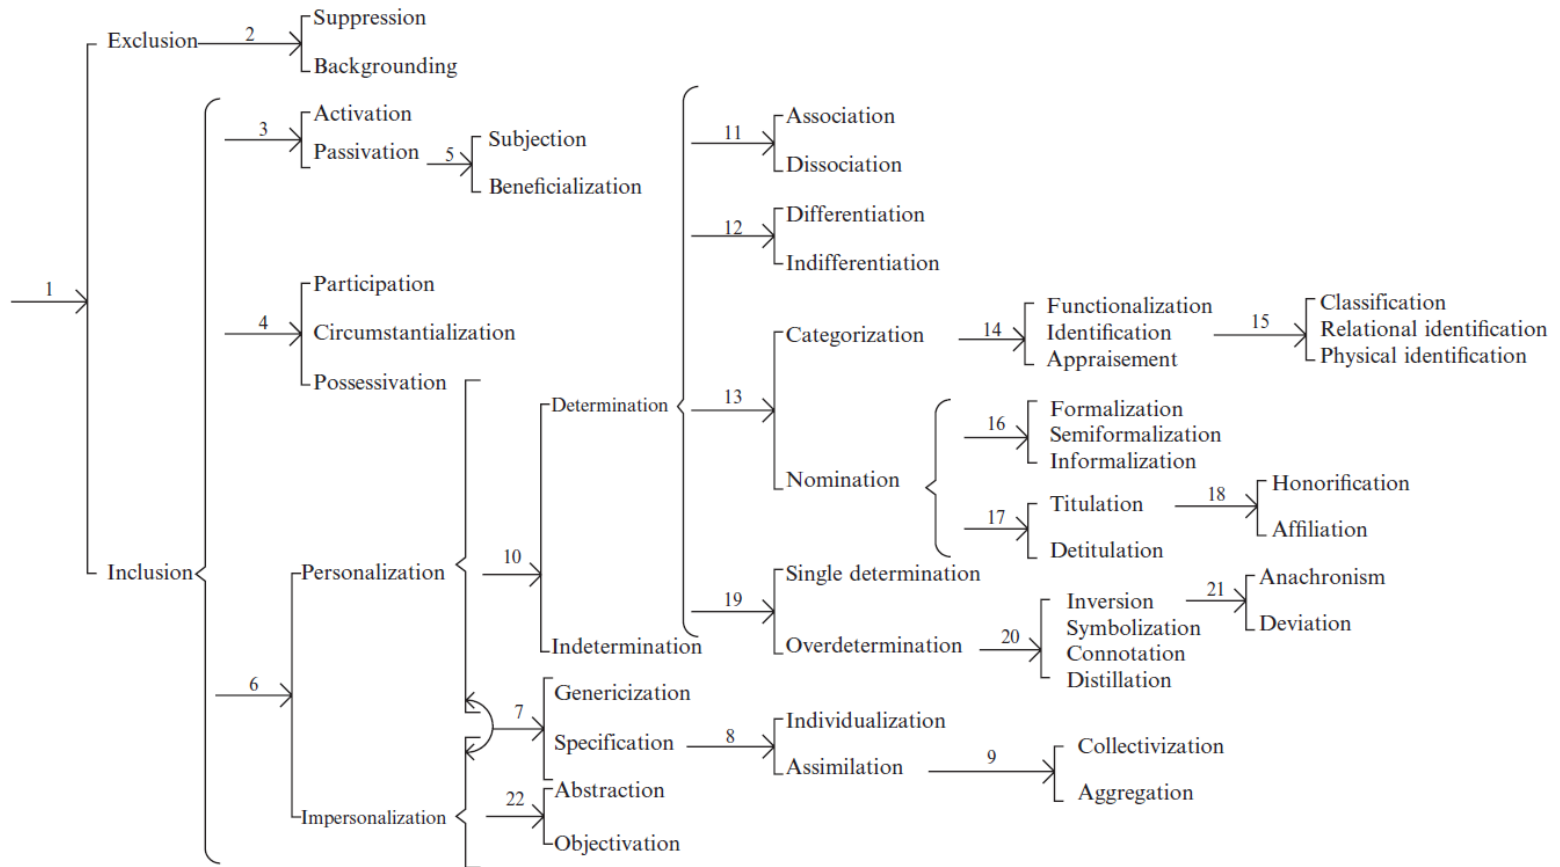 Suppression
Exclusion 2
Backgrounding
Activation
3
Passivation 5 Subjection
Beneficialization
11 Association
Dissociation
Differentiation
12
Indifferentiation
1
Participation
4 Circumstantialization
Possessivation
Categorization 14 Functionalization 15 Classification
Identification Relational identification
Appraisement Physical identification
Determination 13
Nomination 16 Formalization
Semiformalization
Informalization
17 Titulation 18 Honorification
Detitulation Affiliation
Inclusion Personalization 10
Single determination
19
Overdetermination 20 Inversion 21 Anachronism
Symbolization Deviation
Connotation
Distillation
Indetermination
6
7 Genericization
Specification 8 Individualization
Assimilation 9 Collectivization
Aggregation
Impersonalization 22 Abstraction
Objectivation